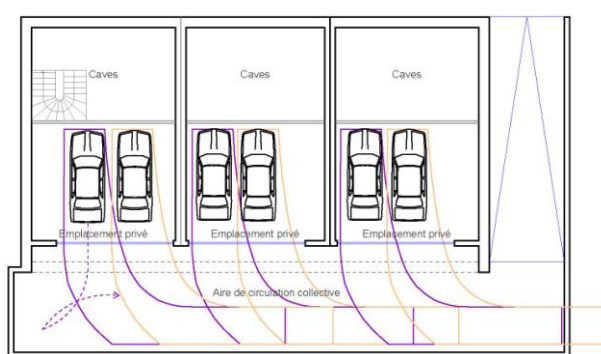 Caves
Caves
Caves
Emplacement privé
Emplacement privé
Emplacement privé
Aire de circulation collective